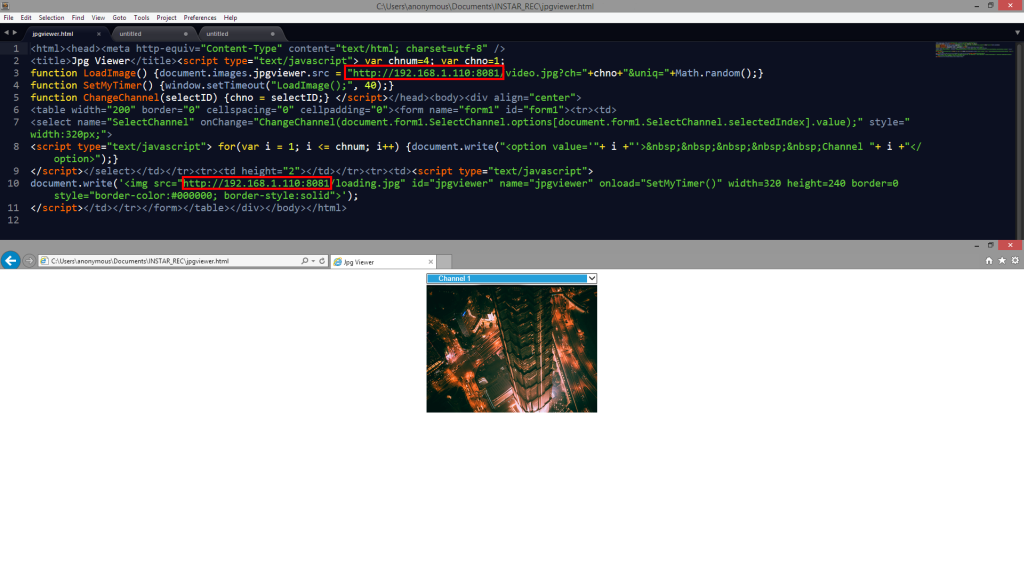 C:\Users\anonymous\Documents\INSTAR_REC\jpgviewer.html
File Edit Selection Find View Goto Tools Project Preferences Help
jpgviewer.html × untitled untitled
1 <html><head><meta http-equiv="Content-Type" content="text/html; charset=utf-8" />
2 <title>Jpg Viewer</title><script type="text/javascript"> var chnum=4; var chno=1;
3 function LoadImage() {document.images.jpgviewer.src = "http://192.168.1.110:8081/video.jpg?ch="+chno+"&uniq="+Math.random();}
4 function SetMyTimer() {window.setTimeout("LoadImage();", 40);}
5 function ChangeChannel(selectID) {chno = selectID;} </script></head><body><div align="center">
6 <table width="200" border="0" cellspacing="0" cellpadding="0"><form name="form1" id="form1"><tr><td>
7 <select name="SelectChannel" onChange="ChangeChannel(document.form1.SelectChannel.options[document.form1.SelectChannel.selectedIndex].value);" style="
width:320px;">
8 <script type="text/javascript"> for(var i = 1; i <= chnum; i++) {document.write("<option value='"+ i +"'>&nbsp;&nbsp;&nbsp;&nbsp;&nbsp;Channel "+ i +"</
option>");}
9 </script></select></td></tr><tr><td height="2"></td></tr><tr><td><script type="text/javascript">
10 document.write('<img src="http://192.168.1.110:8081/loading.jpg" id="jpgviewer" name="jpgviewer" onload="SetMyTimer()" width=320 height=240 border=0
style="border-color:#000000; border-style:solid">');
11 </script></td></tr></form></table></div></body></html>
12
C:\Users\anonymous\Documents\INSTAR_REC\jpgviewer.html
Jpg Viewer ×
Channel 1